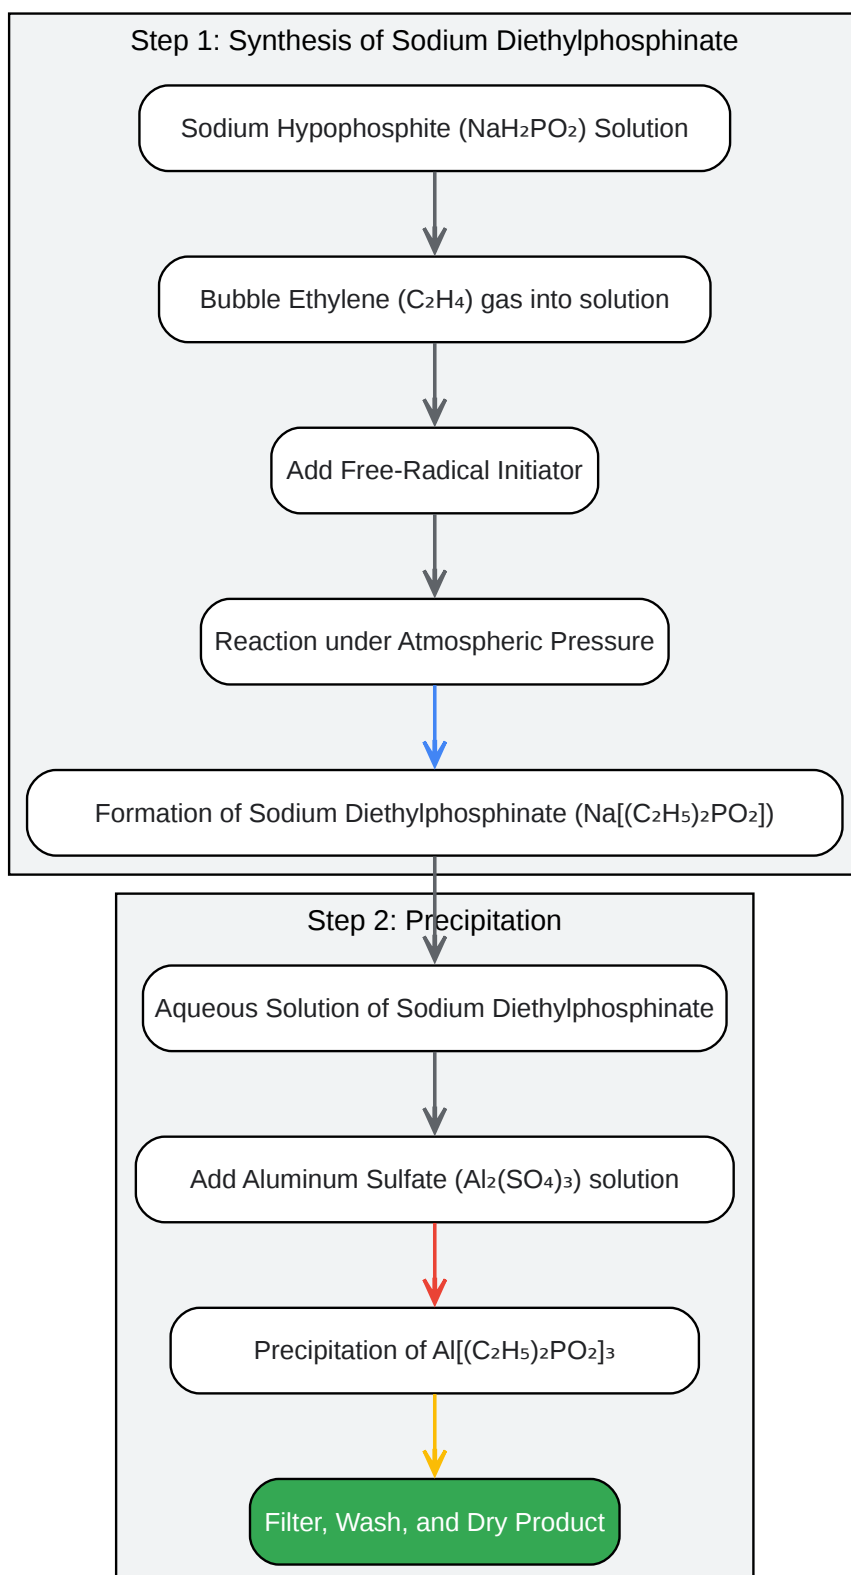 Step 1: Synthesis of Sodium Diethylphosphinate
Sodium Hypophosphite (NaH₂PO₂) Solution
Bubble Ethylene (C₂H₄) gas into solution
Add Free-Radical Initiator
Reaction under Atmospheric Pressure
Formation of Sodium Diethylphosphinate (Na[(C₂H₅)₂PO₂])
Step 2: Precipitation
Aqueous Solution of Sodium Diethylphosphinate
Add Aluminum Sulfate (Al₂(SO₄)₃) solution
Precipitation of Al[(C₂H₅)₂PO₂]₃
Filter, Wash, and Dry Product